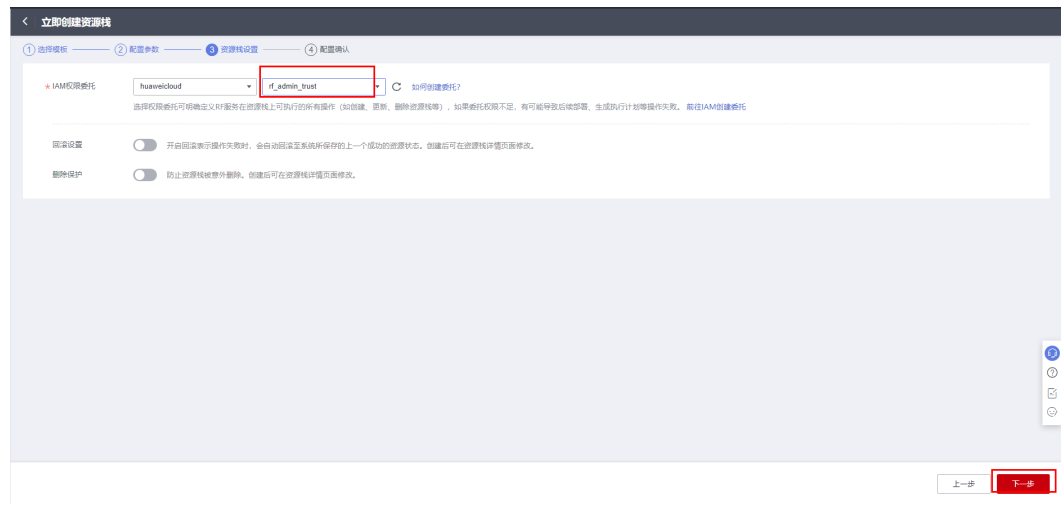 立即创建资源栈
1 选择模板 2 配置参数 3 资源栈设置 4 配置确认
* IAM权限委托 huaweicloud rf_admin_trust 如何创建委托?
选择权限委托可明确定义RF服务在资源栈上可执行的所有操作（如创建、更新、删除资源栈等）、如果委托权限不足，有可能导致后续部署、生成执行计划等操作失败。 前往IAM创建委托
回滚设置 开启回滚表示操作失败时，会自动回滚至系统所保存的上一个成功的资源状态。创建后可在资源栈详情页面修改。
删除保护 防止资源栈被意外删除。创建后可在资源栈详情页面修改。
上一步 下一步